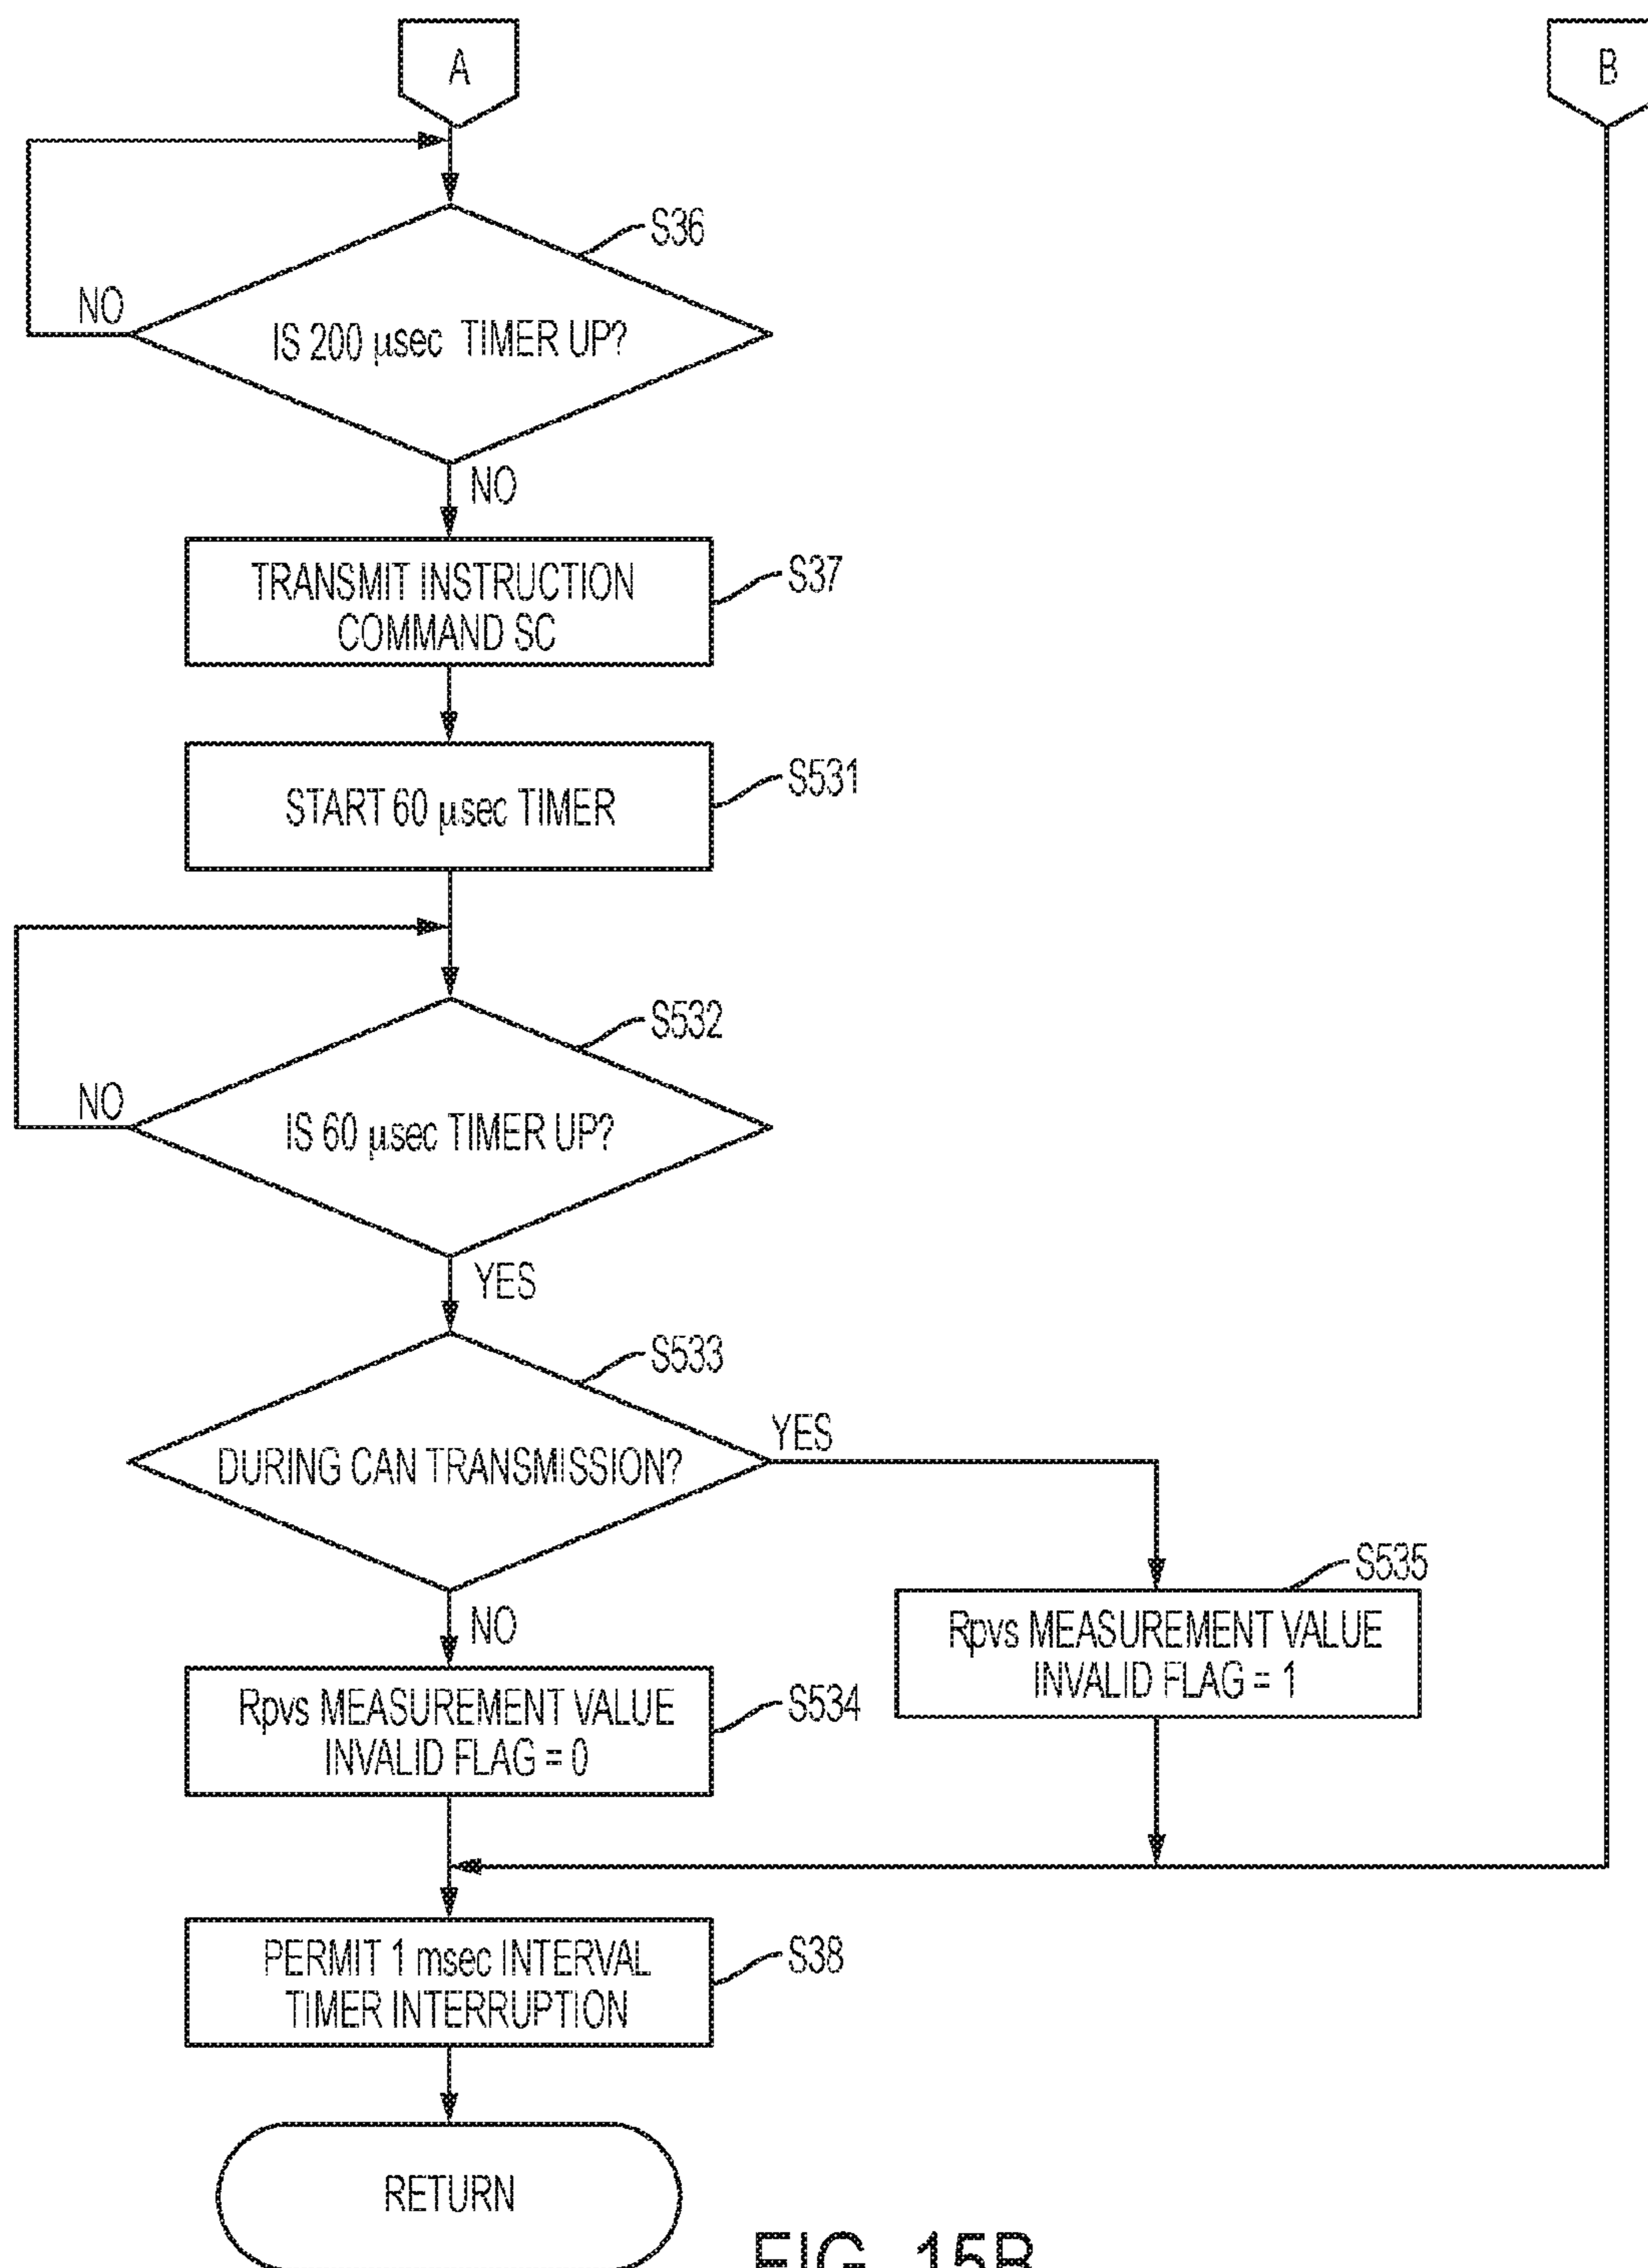 A
B
S36
NO
IS 200 µsec TIMER UP?
NO
TRANSMIT INSTRUCTION
COMMAND SC
S37
START 60 µsec TIMER
S531
S532
NO
IS 60 µsec TIMER UP?
YES
S533
DURING CAN TRANSMISSION?
YES
S535
Rpvs MEASUREMENT VALUE
INVALID FLAG = 1
NO
Rpvs MEASUREMENT VALUE
INVALID FLAG = 0
S534
PERMIT 1 msec INTERVAL
TIMER INTERRUPTION
S38
RETURN
FIG. 15B